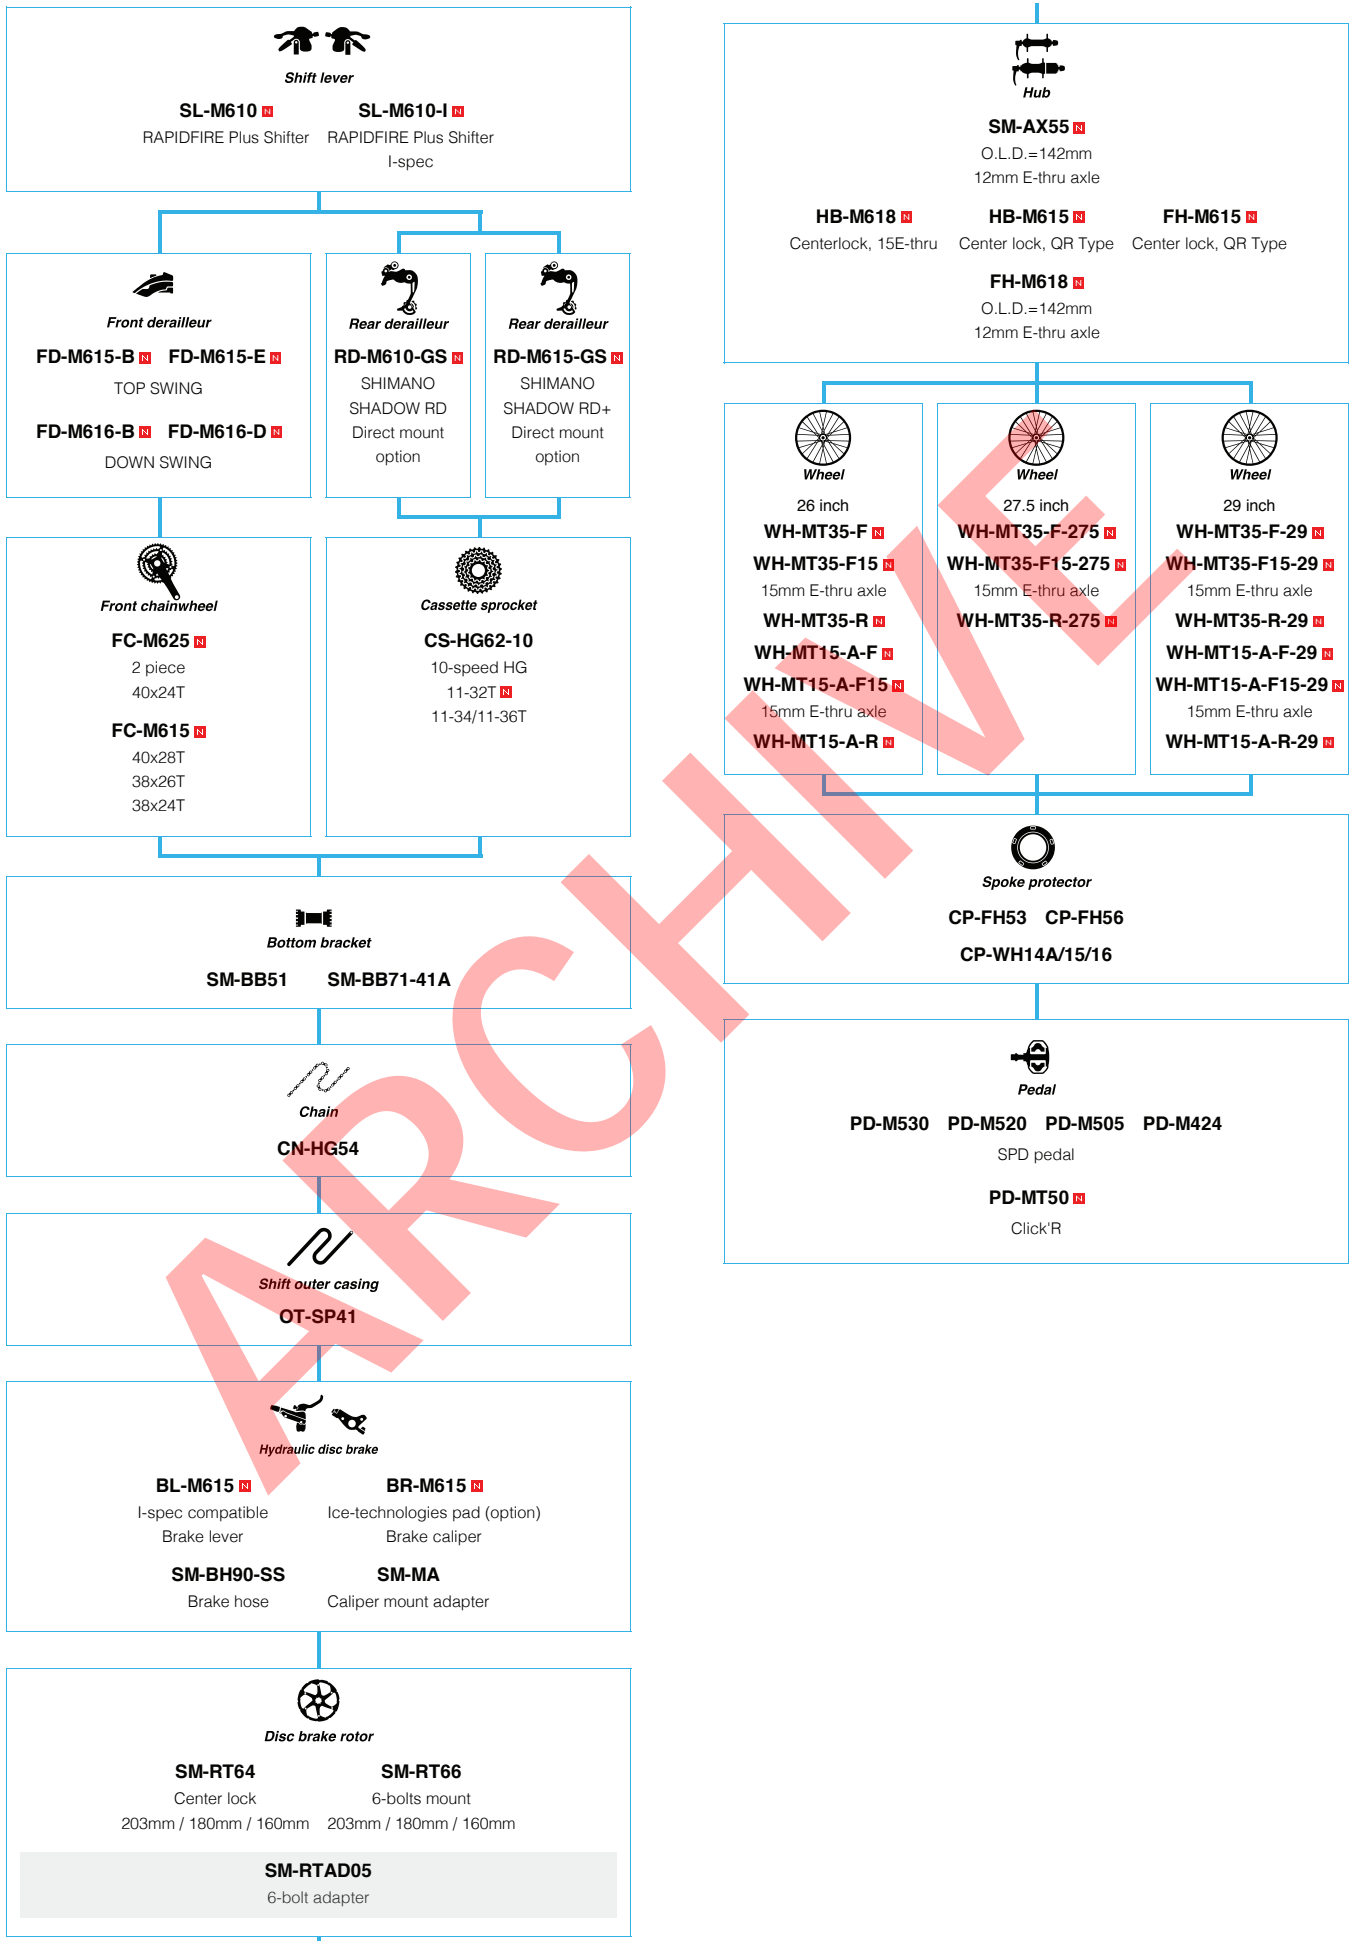 Shift lever
SL-M610 N SL-M610-I N
RAPIDFIRE Plus Shifter RAPIDFIRE Plus Shifter
I-spec
Front derailleur
FD-M615-B N FD-M615-E N
TOP SWING
FD-M616-B N FD-M616-D N
DOWN SWING
Rear derailleur
RD-M610-GS N
SHIMANO
SHADOW RD
Direct mount
option
Rear derailleur
RD-M615-GS N
SHIMANO
SHADOW RD+
Direct mount
option
Front chainwheel
FC-M625 N
2 piece
40x24T
FC-M615 N
40x28T
38x26T
38x24T
Cassette sprocket
CS-HG62-10
10-speed HG
11-32T N
11-34/11-36T
Bottom bracket
SM-BB51 SM-BB71-41A
Chain
CN-HG54
Shift outer casing
OT-SP41
Hydraulic disc brake
BL-M615 N BR-M615 N
I-spec compatible Ice-technologies pad (option)
Brake lever Brake caliper
SM-BH90-SS SM-MA
Brake hose Caliper mount adapter
Disc brake rotor
SM-RT64 SM-RT66
Center lock 6-bolts mount
203mm / 180mm / 160mm 203mm / 180mm / 160mm
SM-RTAD05
6-bolt adapter
Hub
SM-AX55 N
O.L.D.=142mm
12mm E-thru axle
HB-M618 N HB-M615 N FH-M615 N
Centerlock, 15E-thru Center lock, QR Type Center lock, QR Type
FH-M618 N
O.L.D.=142mm
12mm E-thru axle
Wheel
26 inch
WH-MT35-F N
WH-MT35-F15 N
15mm E-thru axle
WH-MT35-R N
WH-MT15-A-F N
WH-MT15-A-F15 N
15mm E-thru axle
WH-MT15-A-R N
Wheel
27.5 inch
WH-MT35-F-275 N
WH-MT35-F15-275 N
15mm E-thru axle
WH-MT35-R-275 N
Wheel
29 inch
WH-MT35-F-29 N
WH-MT35-F15-29 N
15mm E-thru axle
WH-MT35-R-29 N
WH-MT15-A-F-29 N
WH-MT15-A-F15-29 N
15mm E-thru axle
WH-MT15-A-R-29 N
Spoke protector
CP-FH53 CP-FH56
CP-WH14A/15/16
Pedal
PD-M530 PD-M520 PD-M505 PD-M424
SPD pedal
PD-MT50 N
Click'R
ARCHIVE